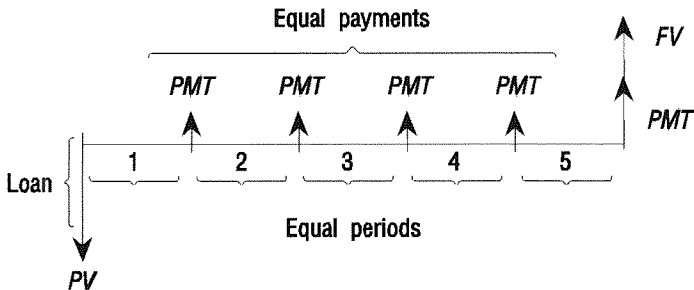 Equal payments
FV
PMT PMT PMT PMT
PMT
1 2 3 4 5
Loan
Equal periods
PV